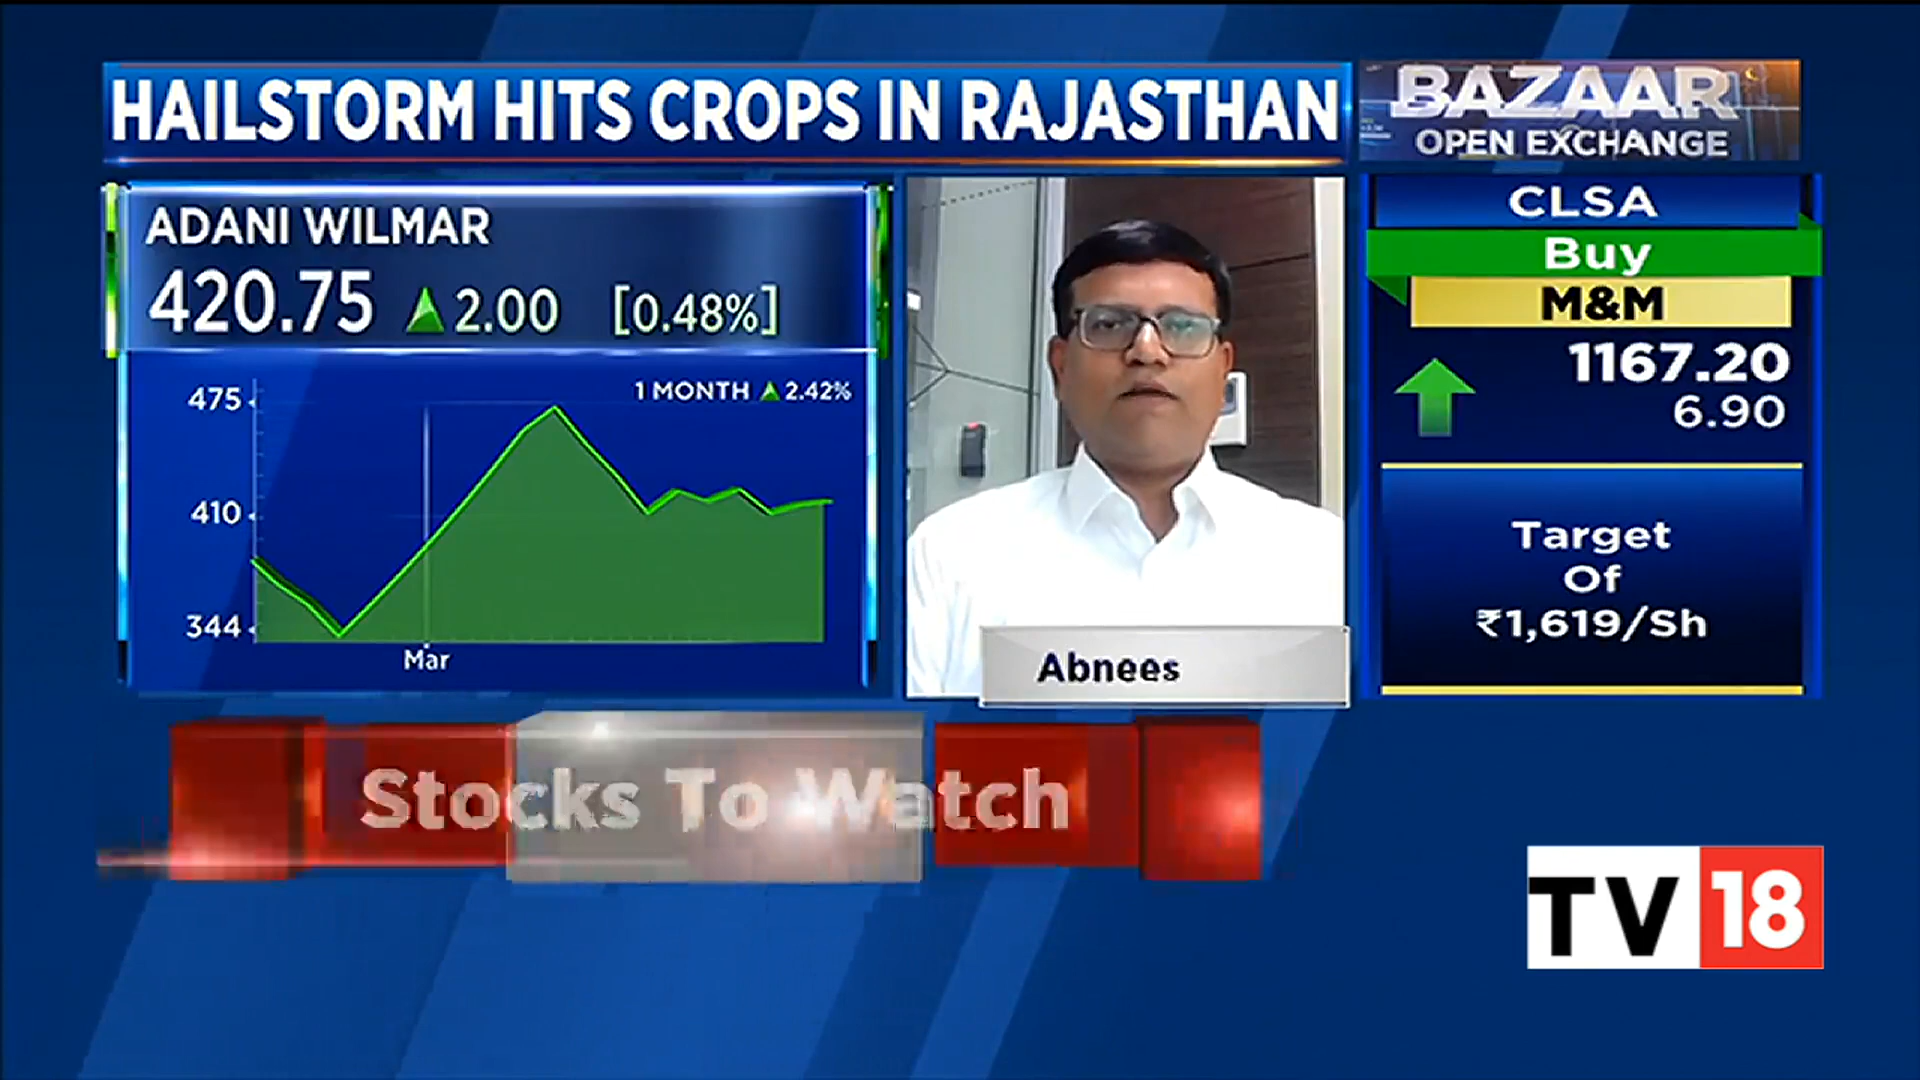 HAILSTORM HITS CROPS IN RAJASTHAN
BAZAAR
OPEN EXCHANGE
ADANI WILMAR
420.75 ▲ 2.00 [0.48%]
1 MONTH ▲ 2.42%
475
410
344
Mar
Abnees
CLSA
Buy
M&M
1167.20
6.90
Target
Of
₹1,619/Sh
Stocks To Watch
TV18